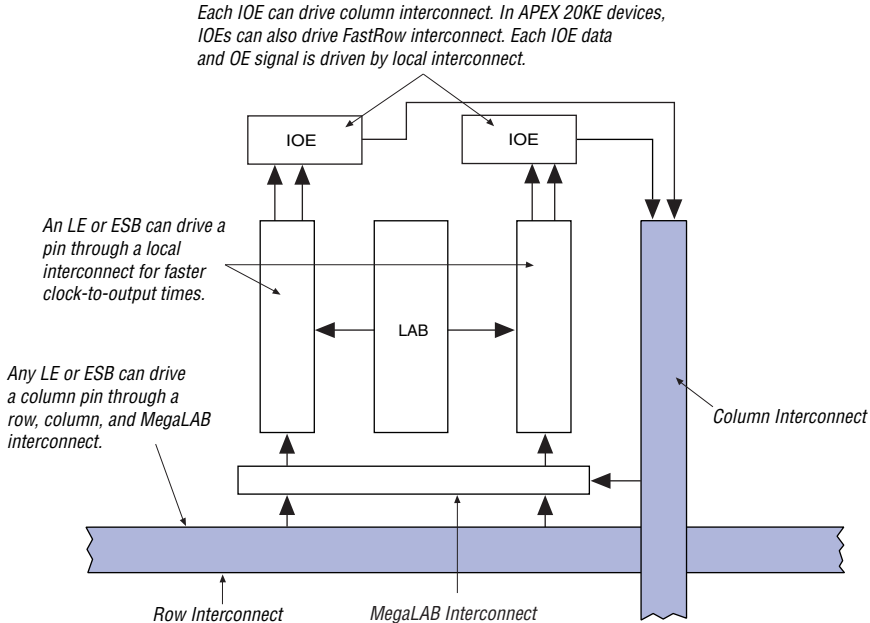 Each IOE can drive column interconnect. In APEX 20KE devices,
IOEs can also drive FastRow interconnect. Each IOE data
and OE signal is driven by local interconnect.
IOE
IOE
An LE or ESB can drive a
pin through a local
interconnect for faster
clock-to-output times.
LAB
Any LE or ESB can drive
a column pin through a
row, column, and MegaLAB
interconnect.
Column Interconnect
Row Interconnect
MegaLAB Interconnect